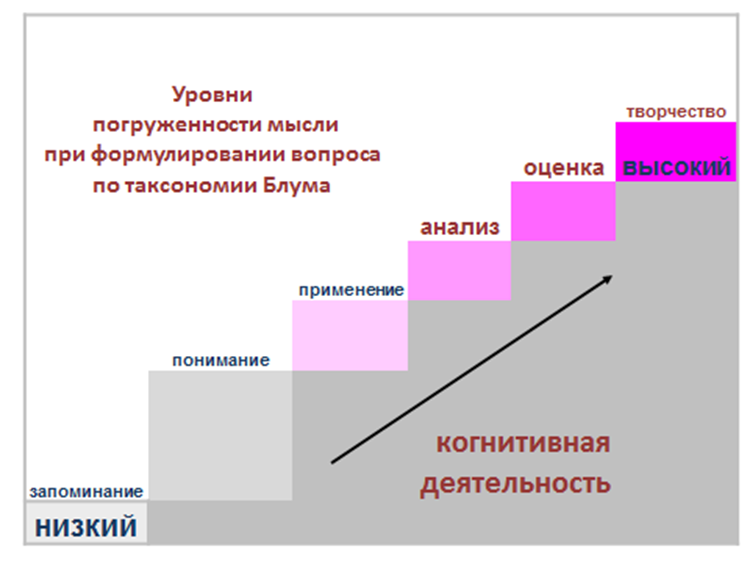 Уровни
погруженности мысли
при формулировании вопроса
по таксономии Блума
творчество
высокий
оценка
анализ
применение
понимание
запоминание
низкий
когнитивная
деятельность